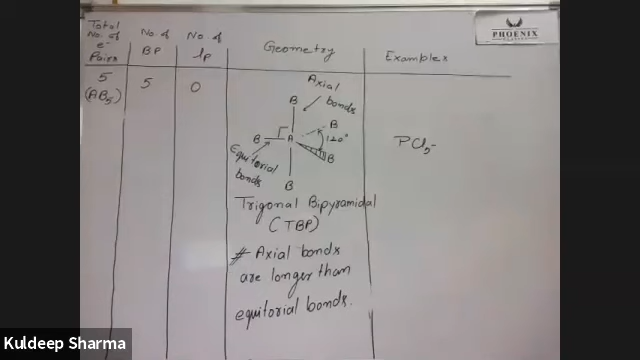 Total
No. of
e-
Pairs
No. of
BP
No. of
lp
Geometry
Examples
PHOENIX
5
(AB5)
5
0
Axial
bonds
B
B
B
A
120°
B
B
Equitorial
bonds
PCl5
Trigonal Bipyramidal
(TBP)
# Axial bonds
are longer than
equitorial bonds.
Kuldeep Sharma